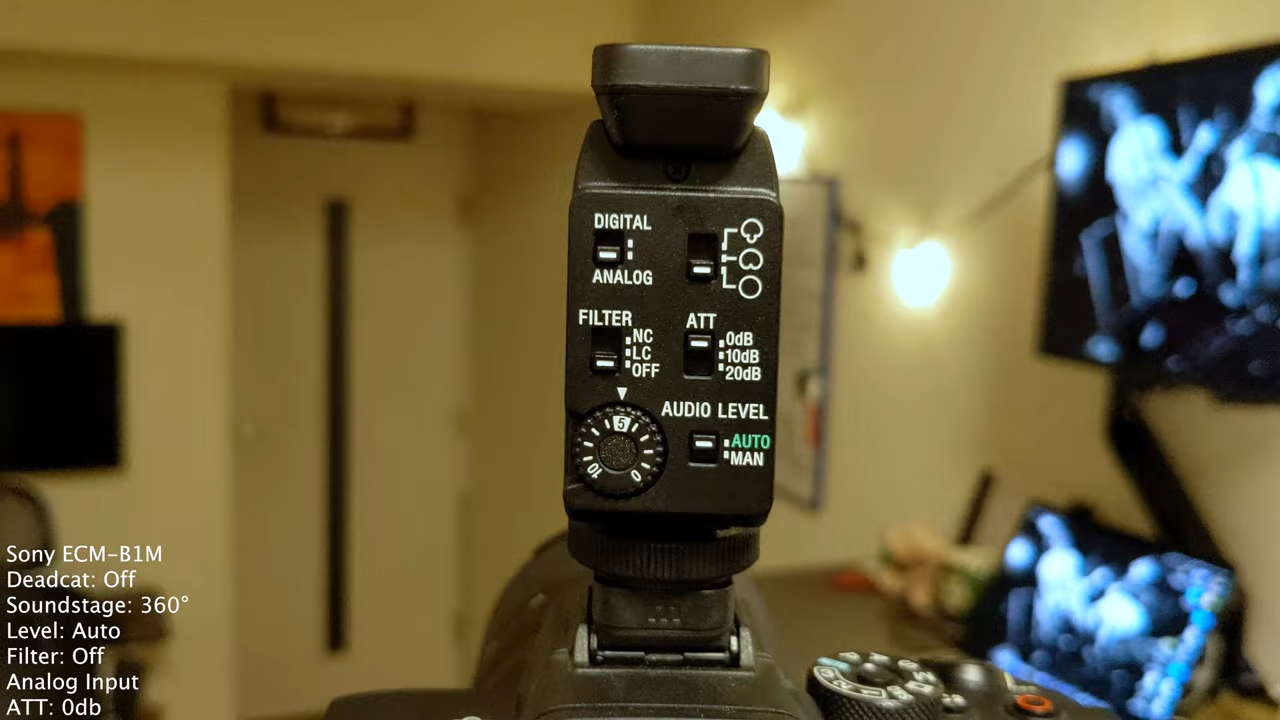 DIGITAL
ANALOG
FILTER
NC
LC
OFF
ATT
0dB
10dB
20dB
AUDIO LEVEL
AUTO
MAN
5
10
0
Sony ECM-B1M
Deadcat: Off
Soundstage: 360°
Level: Auto
Filter: Off
Analog Input
ATT: 0db